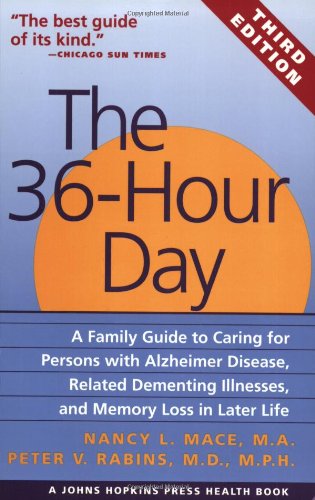 "The best guide
of its kind."
—CHICAGO SUN TIMES
THIRD
EDITION
The
36-Hour
Day
A Family Guide to Caring for
Persons with Alzheimer Disease,
Related Dementing Illnesses,
and Memory Loss in Later Life
NANCY L. MACE, M.A.
PETER V. RABINS, M.D., M.P.H.
A JOHNS HOPKINS PRESS HEALTH BOOK